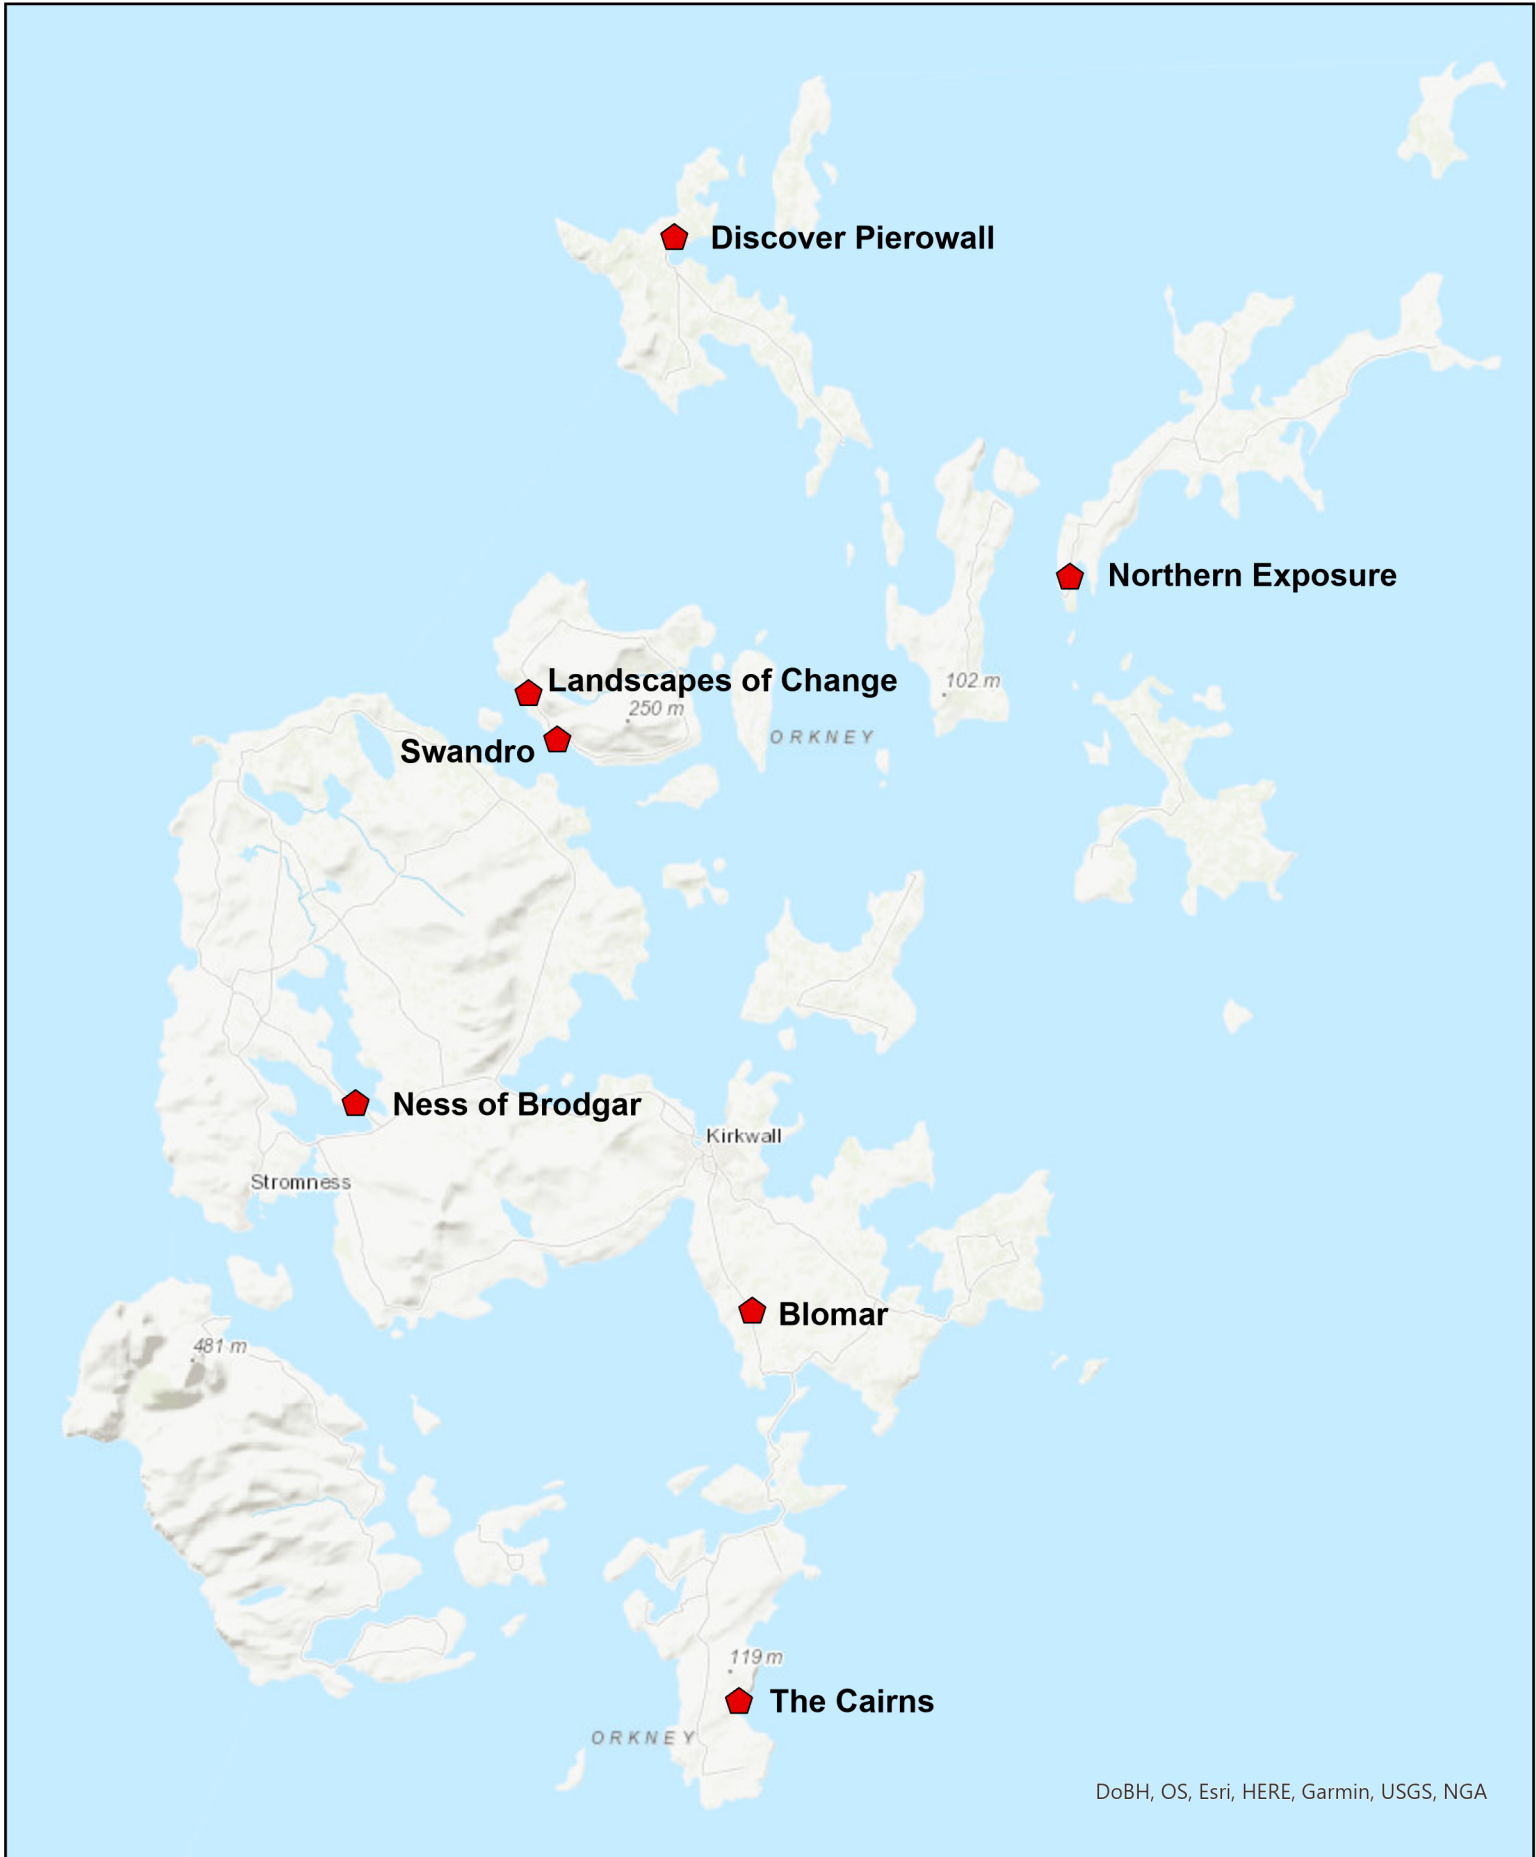 Discover Pierowall
Northern Exposure
Landscapes of Change
102 m
250 m
ORKNEY
Swandro
Ness of Brodgar
Kirkwall
Stromness
Blomar
481 m
119 m
The Cairns
ORKNEY
DoBH, OS, Esri, HERE, Garmin, USGS, NGA